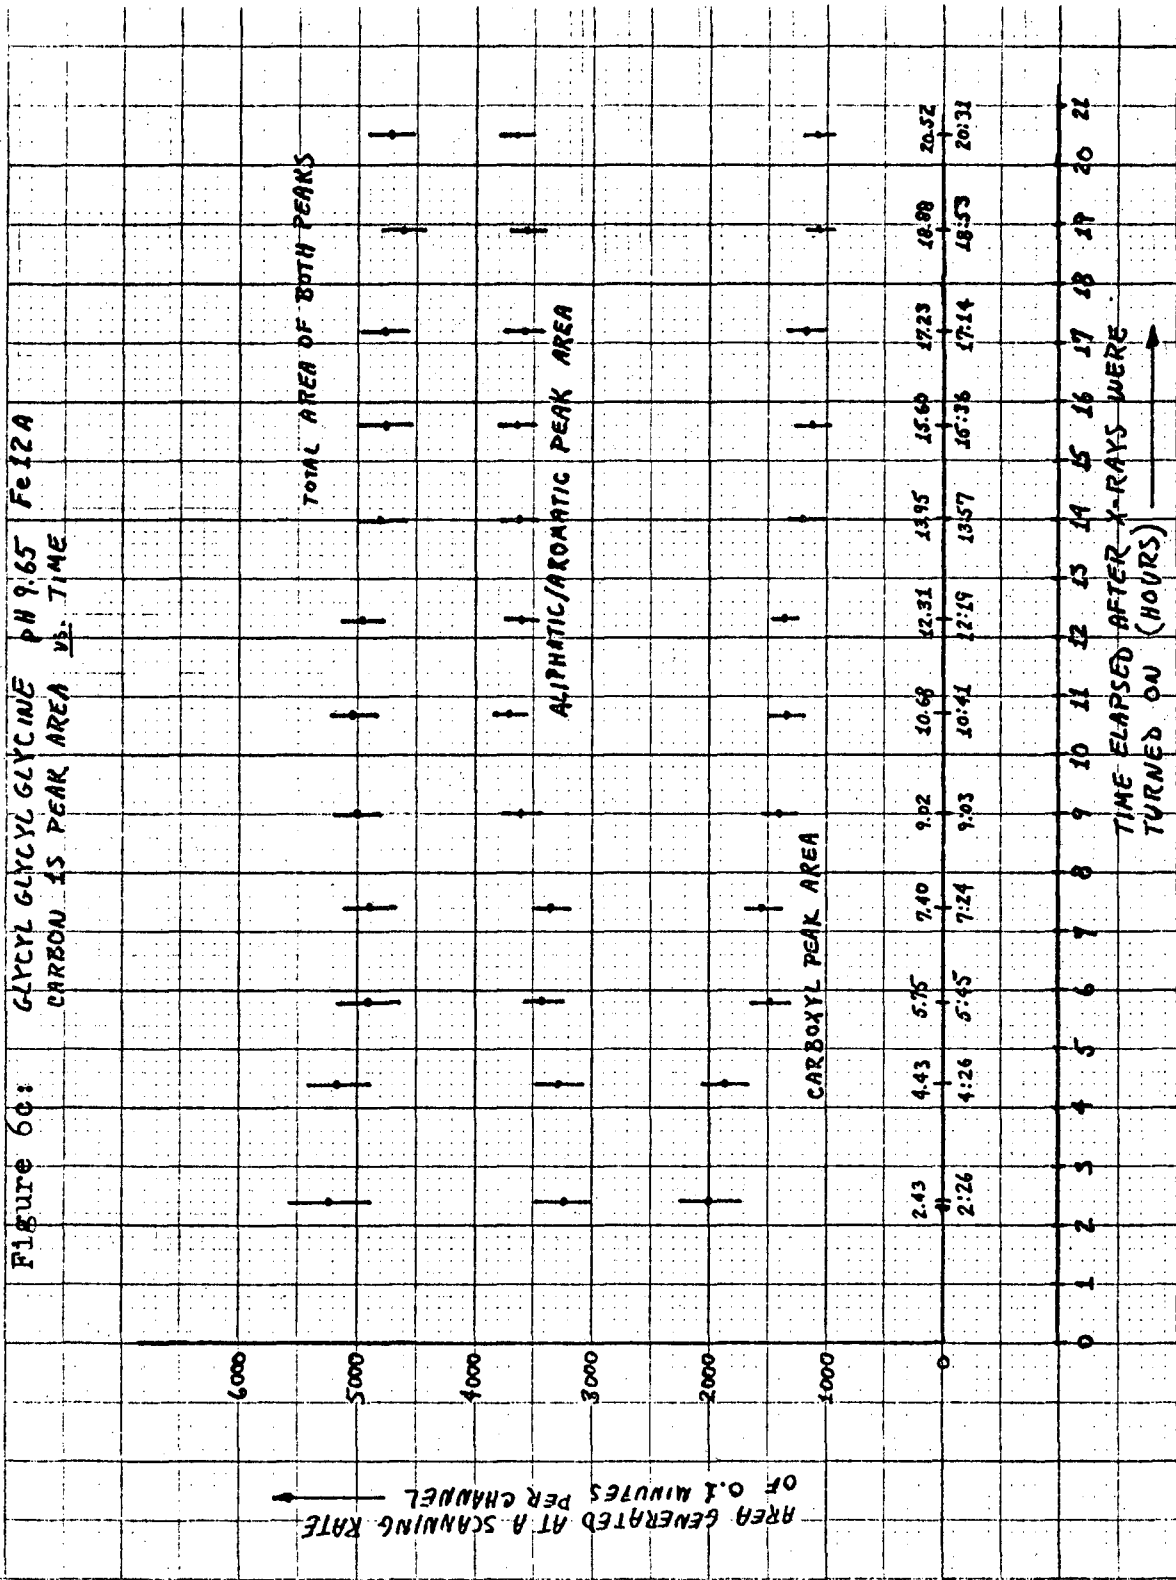 Figure 6c: GLYCYL GLYCYL GLYCINE pH 9.65 Fe12A
CARBON 1S PEAK AREA vs. TIME
TOTAL AREA OF BOTH PEAKS
ALIPHATIC/AROMATIC PEAK AREA
CARBOXYL PEAK AREA
AREA GENERATED AT A SCANNING RATE
OF 0.1 MINUTES PER CHANNEL
6000
5000
4000
3000
2000
1000
0
2.43 4.43 5.75 7.40 9.02 10.68 12.31 13.95 15.60 17.23 18.88 20.52
2:26 4:26 5:45 7:24 9:03 10:41 12:19 13:57 15:36 17:14 18:53 20:31
0 1 2 3 4 5 6 7 8 9 10 11 12 13 14 15 16 17 18 19 20 21
TIME ELAPSED AFTER X-RAYS WERE
TURNED ON (HOURS)